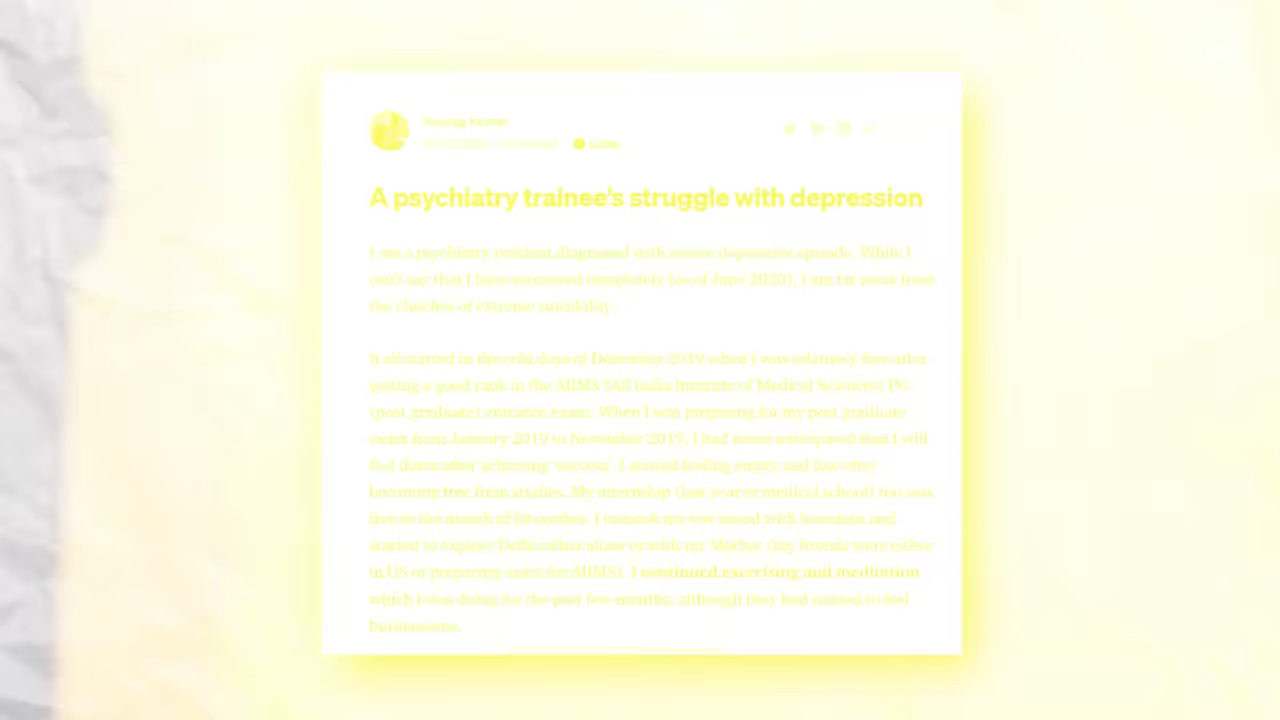 A psychiatry trainee's struggle with depression
I am a psychiatry resident diagnosed with severe depressive episode. While I
can't say that I have recovered completely (as of June 2020), I am far away from
the clutches of extreme suicidality.
It all started in the cold days of December 2019 when I was relatively free after
getting a good rank in the AIIMS (All India Institute of Medical Sciences) PG
(post graduate) entrance exam. When I was preparing for my post graduate
exam from January 2019 to November 2019, I had never anticipated that I will
feel distress after achieving 'success'. I started feeling empty and low after
becoming free from studies. My internship (last year of medical school) too was
free in the month of December. I mistook my low mood with boredom, and
started to explore Delhi either alone or with my Mother (my friends were either
in US or preparing again for AIIMS). I continued exercising and meditation
which I was doing for the past few months, although they had started to feel
burdensome.